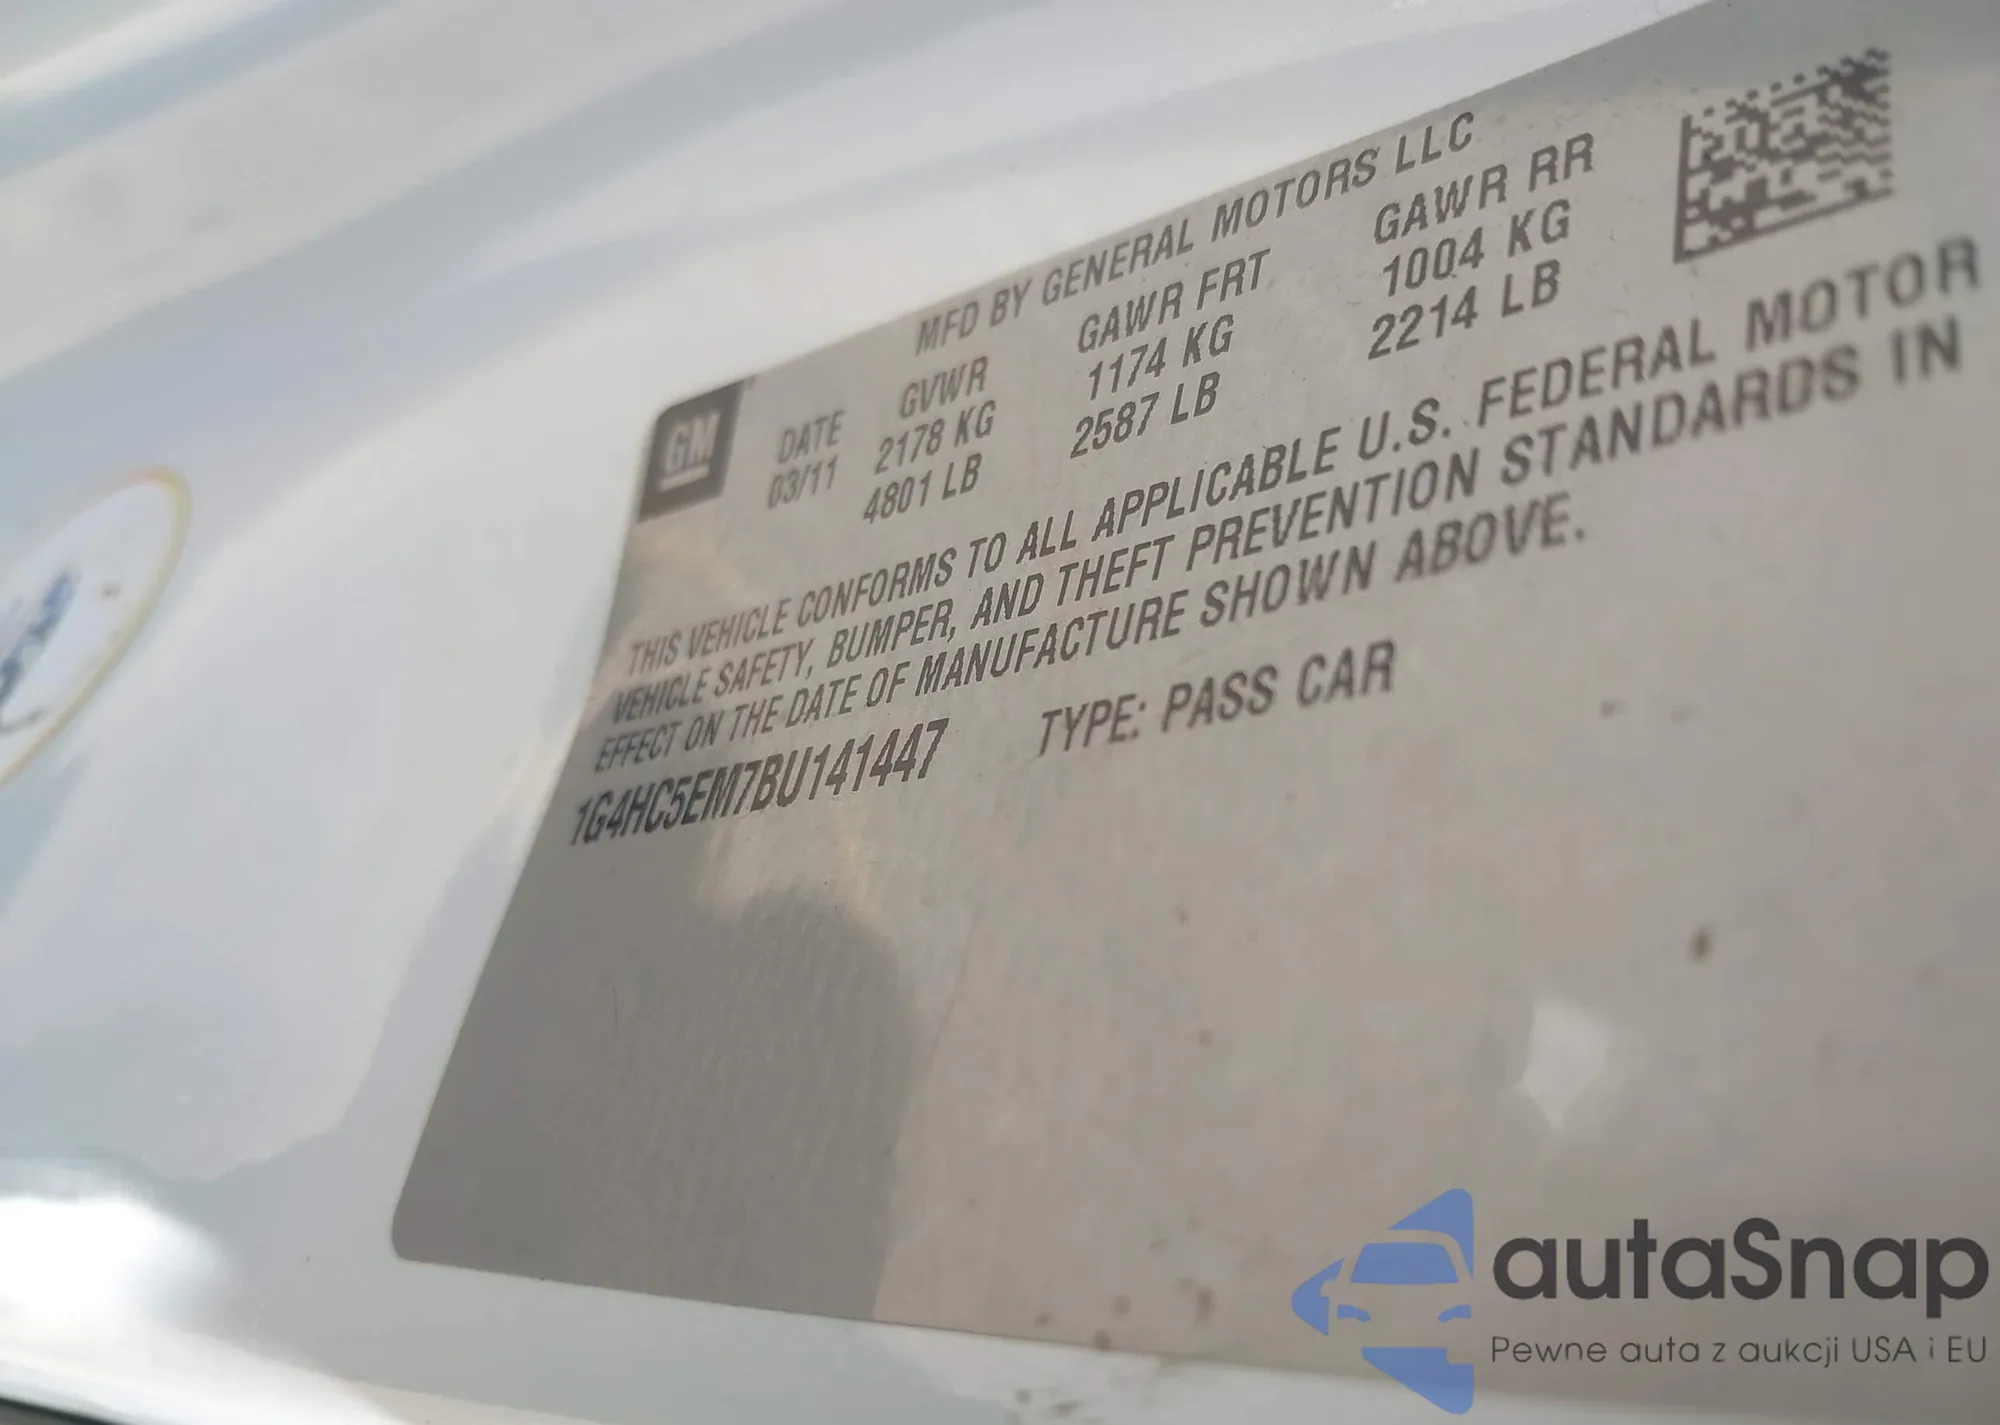 MFD BY GENERAL MOTORS LLC
GM
DATE GVWR GAWR FRT GAWR RR
03/11 2178 KG 1174 KG 1004 KG
4801 LB 2587 LB 2214 LB
THIS VEHICLE CONFORMS TO ALL APPLICABLE U.S. FEDERAL MOTOR
VEHICLE SAFETY, BUMPER, AND THEFT PREVENTION STANDARDS IN
EFFECT ON THE DATE OF MANUFACTURE SHOWN ABOVE.
1G4HC5EM7BU141447 TYPE: PASS CAR
autaSnap
Pewne auta z aukcji USA i EU